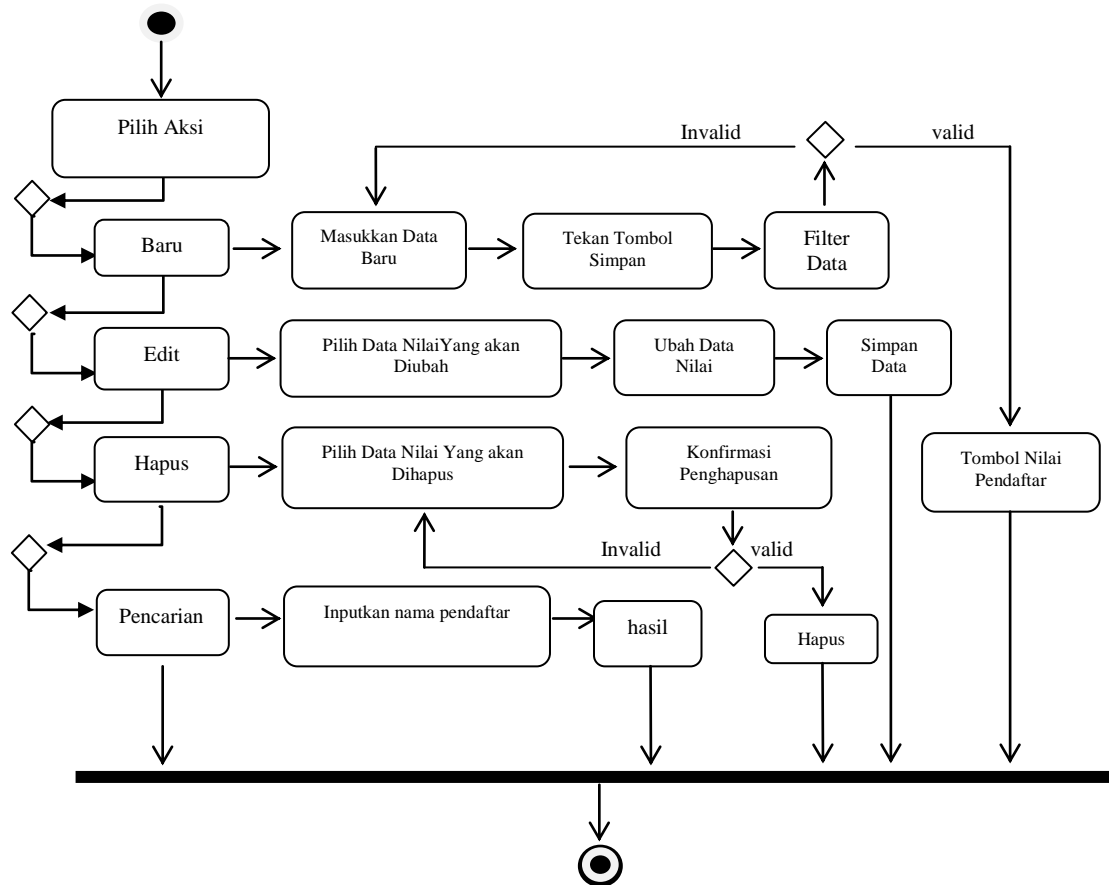 Pilih Aksi
Invalid
valid
Baru
Masukkan Data
Baru
Tekan Tombol
Simpan
Filter
Data
Edit
Pilih Data NilaiYang akan
Diubah
Ubah Data
Nilai
Simpan
Data
Hapus
Pilih Data Nilai Yang akan
Dihapus
Konfirmasi
Penghapusan
Tombol Nilai
Pendaftar
Invalid
valid
Pencarian
Inputkan nama pendaftar
hasil
Hapus